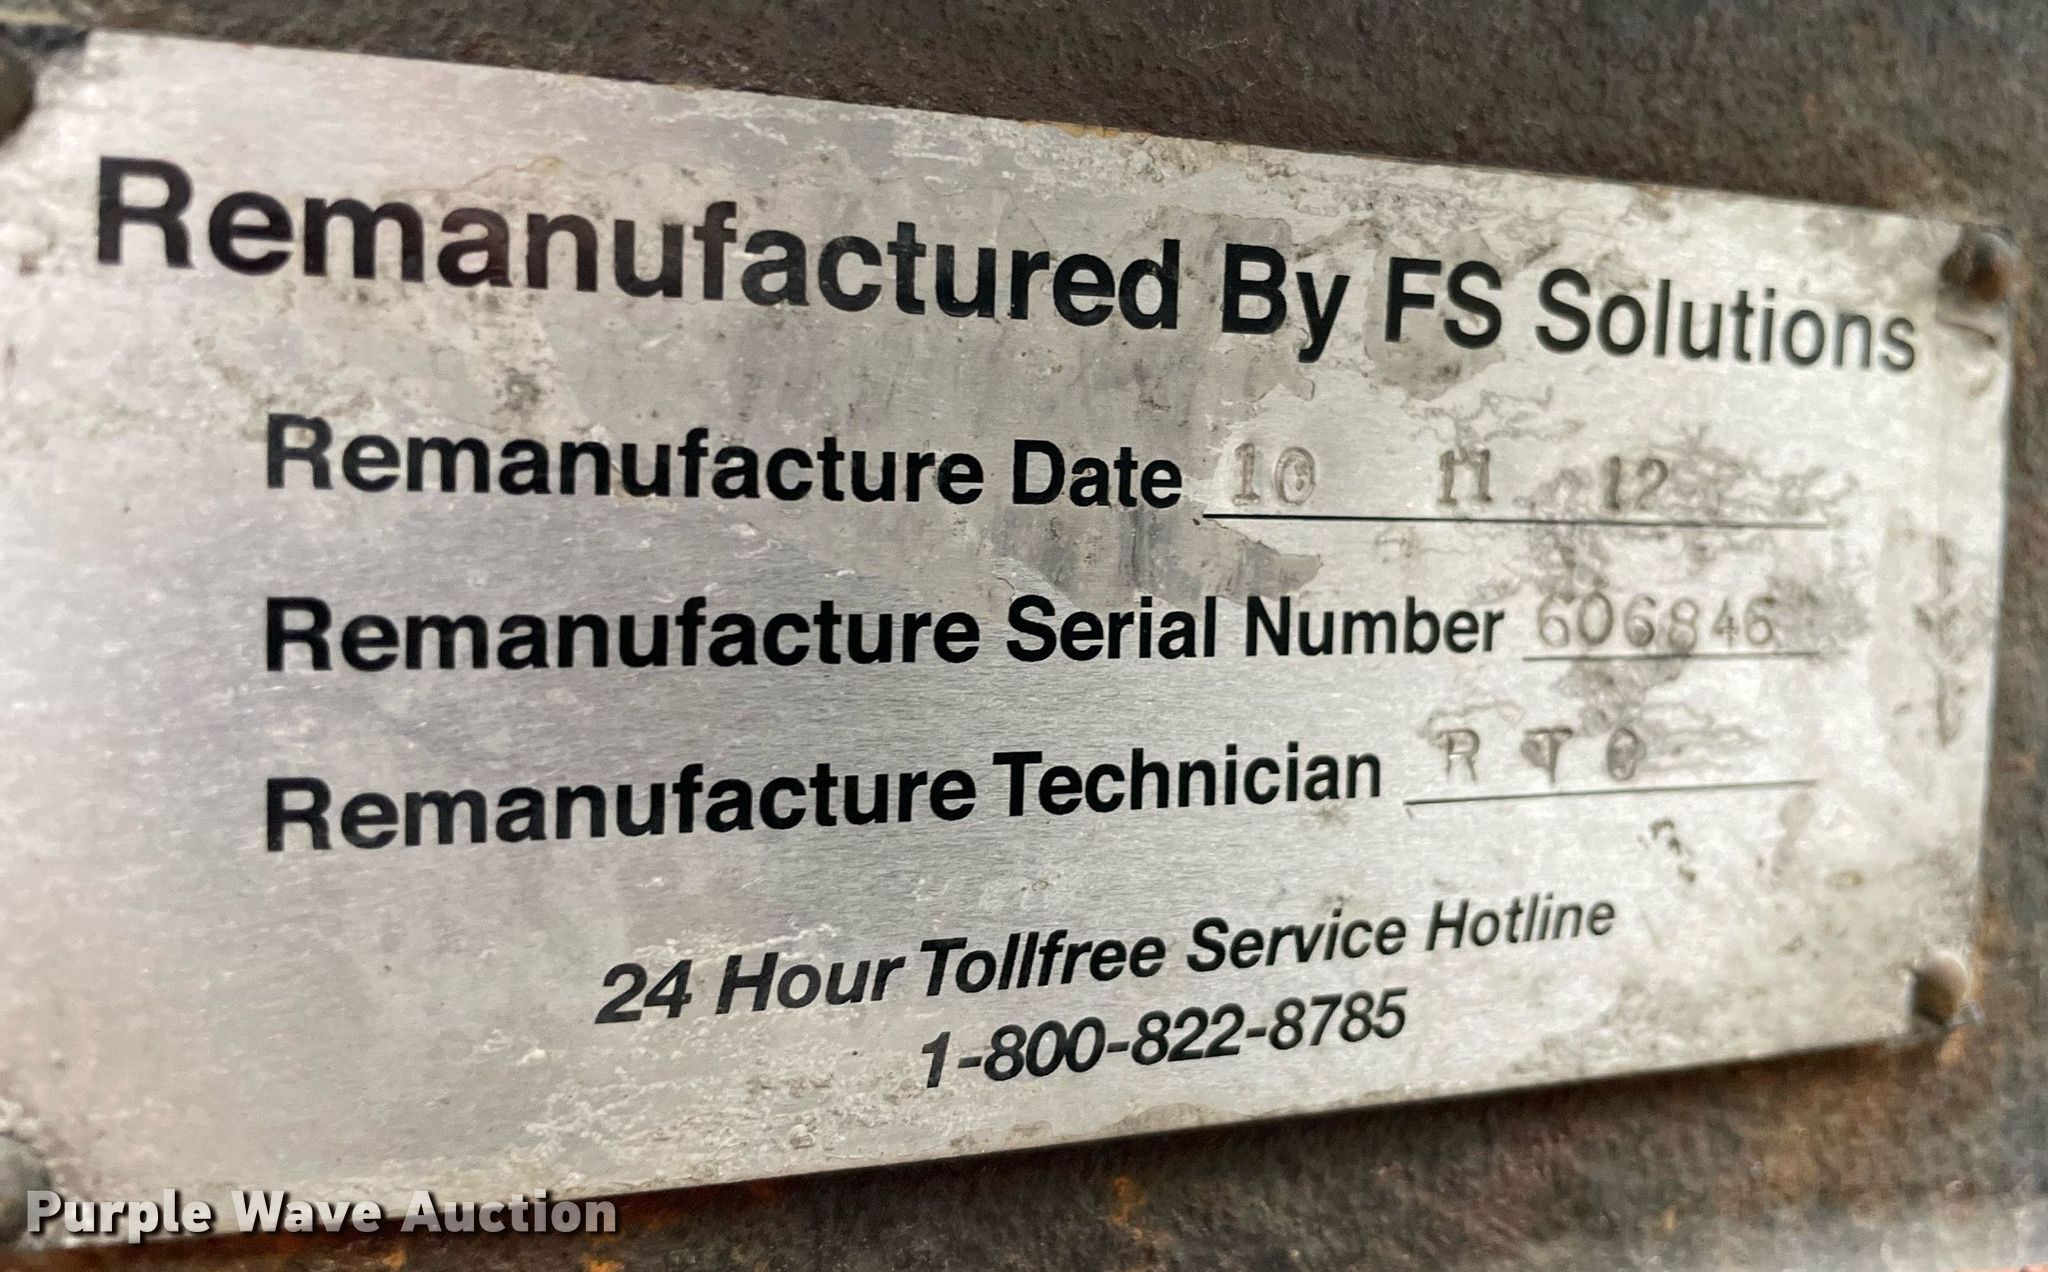 Remanufactured By FS Solutions
Remanufacture Date 10 11 12
Remanufacture Serial Number 606846
Remanufacture Technician R T O
24 Hour Tollfree Service Hotline
1-800-822-8785
Purple Wave Auction